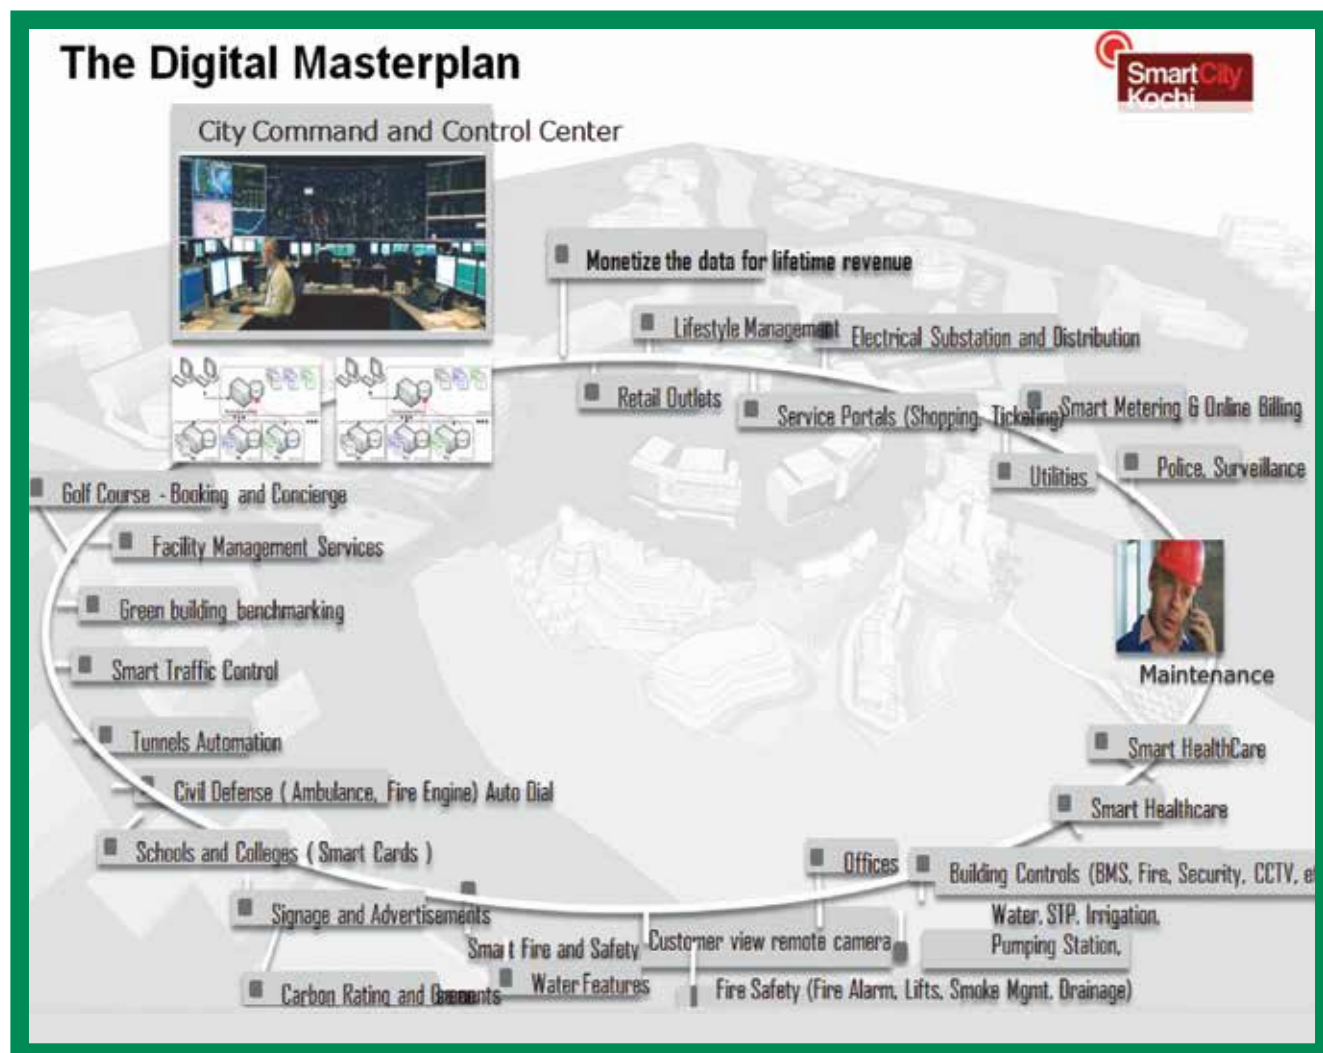 The Digital Masterplan
SmartCity
Kochi
City Command and Control Center
Monetize the data for lifetime revenue
Lifestyle Management
Electrical Substation and Distribution
Retail Outlets
Service Portals (Shopping, Ticketing)
Smart Metering & Online Billing
Utilities
Police, Surveillance
Golf Course - Booking and Concierge
Facility Management Services
Green building benchmarking
Smart Traffic Control
Maintenance
Tunnels Automation
Smart HealthCare
Civil Defense ( Ambulance, Fire Engine) Auto Dial
Smart Healthcare
Schools and Colleges ( Smart Cards )
Offices
Building Controls (BMS, Fire, Security, CCTV, et
Signage and Advertisements
Water, STP, Irrigation,
Pumping Station,
Smart Fire and Safety
Customer view remote camera
Water Features
Carbon Rating and
Fire Safety (Fire Alarm, Lifts, Smoke Mgmt, Drainage)